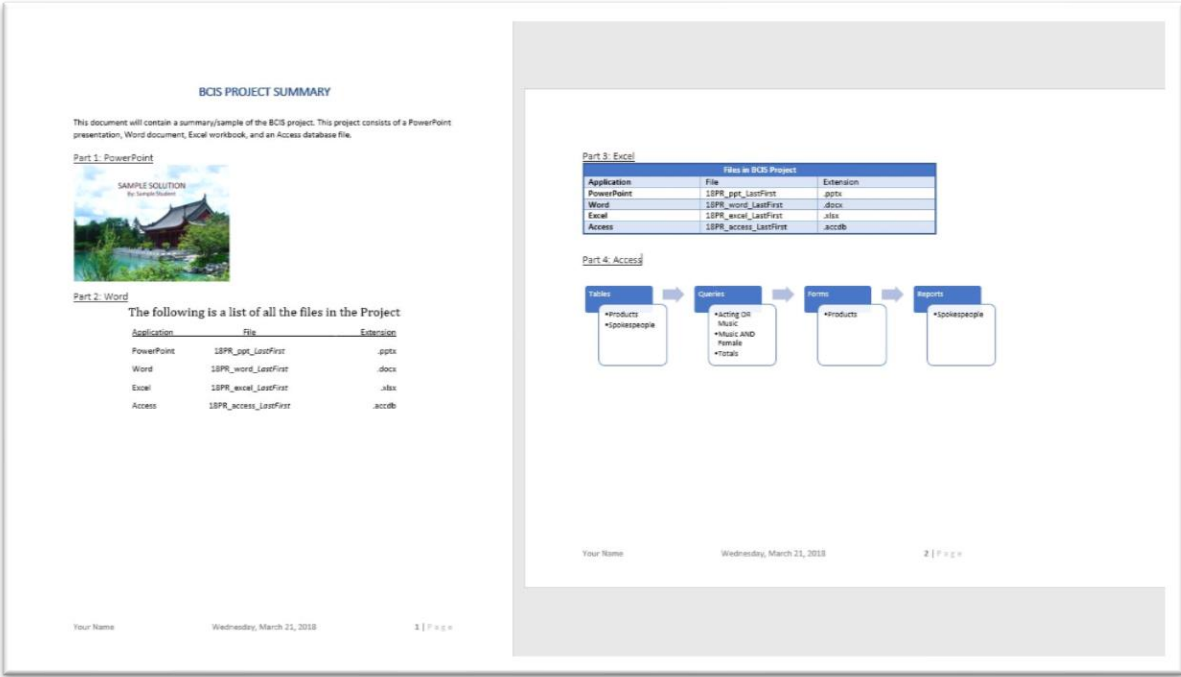 BCIS PROJECT SUMMARY
This document will contain a summary/sample of the BCIS project. This project consists of a PowerPoint
presentation, Word document, Excel workbook, and an Access database file.
Part 1: PowerPoint
SAMPLE SOLUTION
By: Sample Student
Part 2: Word
The following is a list of all the files in the Project
Application File Extension
PowerPoint 18PR_ppt_LastFirst .pptx
Word 18PR_word_LastFirst .docx
Excel 18PR_excel_LastFirst .xlsx
Access 18PR_access_LastFirst .accdb
Your Name Wednesday, March 21, 2018 1 | Page
Part 3: Excel
Files in BCIS Project
Application File Extension
PowerPoint 18PR_ppt_LastFirst .pptx
Word 18PR_word_LastFirst .docx
Excel 18PR_excel_LastFirst .xlsx
Access 18PR_access_LastFirst .accdb
Part 4: Access
Tables
•Products
•Spokespeople
Queries
•Acting OR
Music
•Music AND
Female
•Totals
Forms
•Products
Reports
•Spokespeople
Your Name Wednesday, March 21, 2018 2 | Page